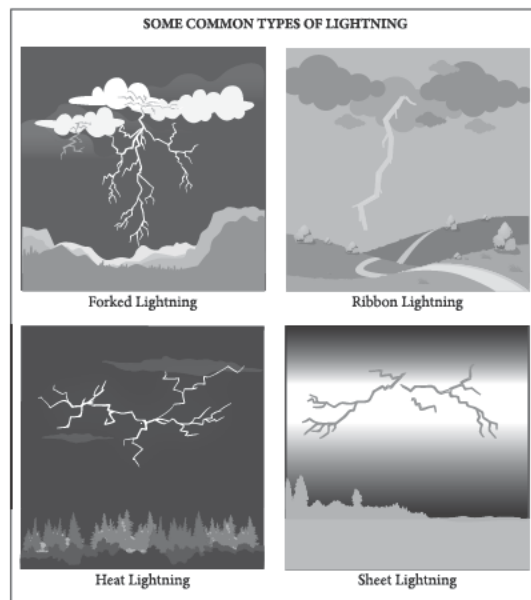 SOME COMMON TYPES OF LIGHTNING
Forked Lightning
Ribbon Lightning
Heat Lightning
Sheet Lightning